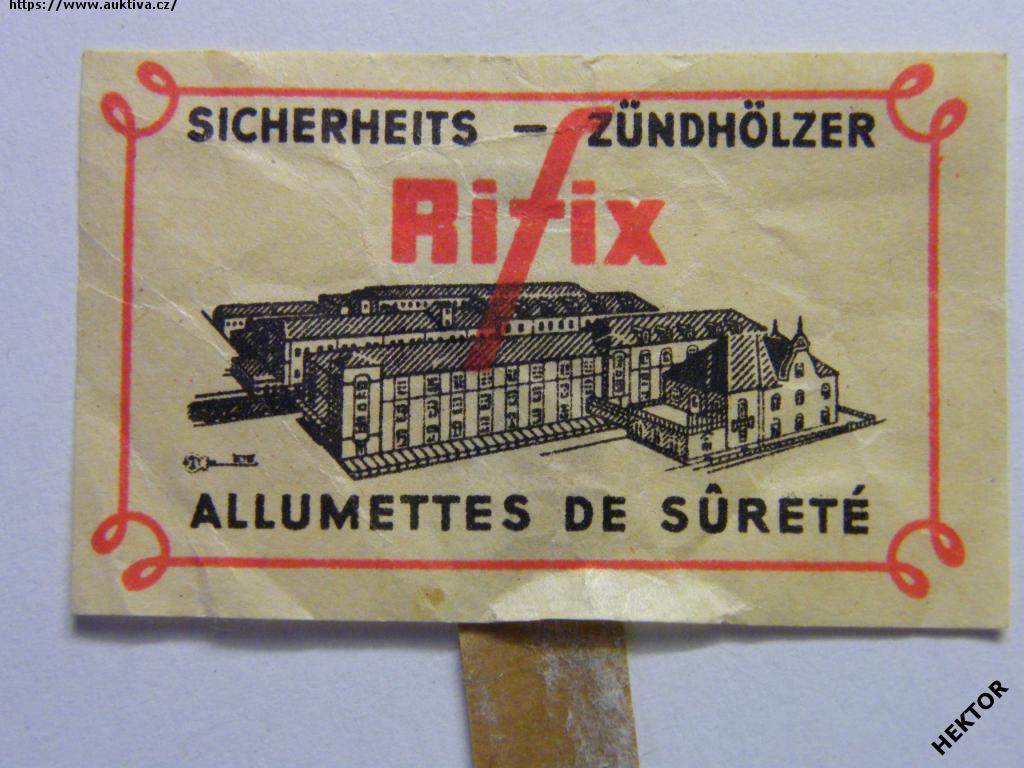 https://www.auktiva.cz/
SICHERHEITS - ZÜNDHÖLZER
Rifix
ALLUMETTES DE SÛRETÉ
HEKTOR